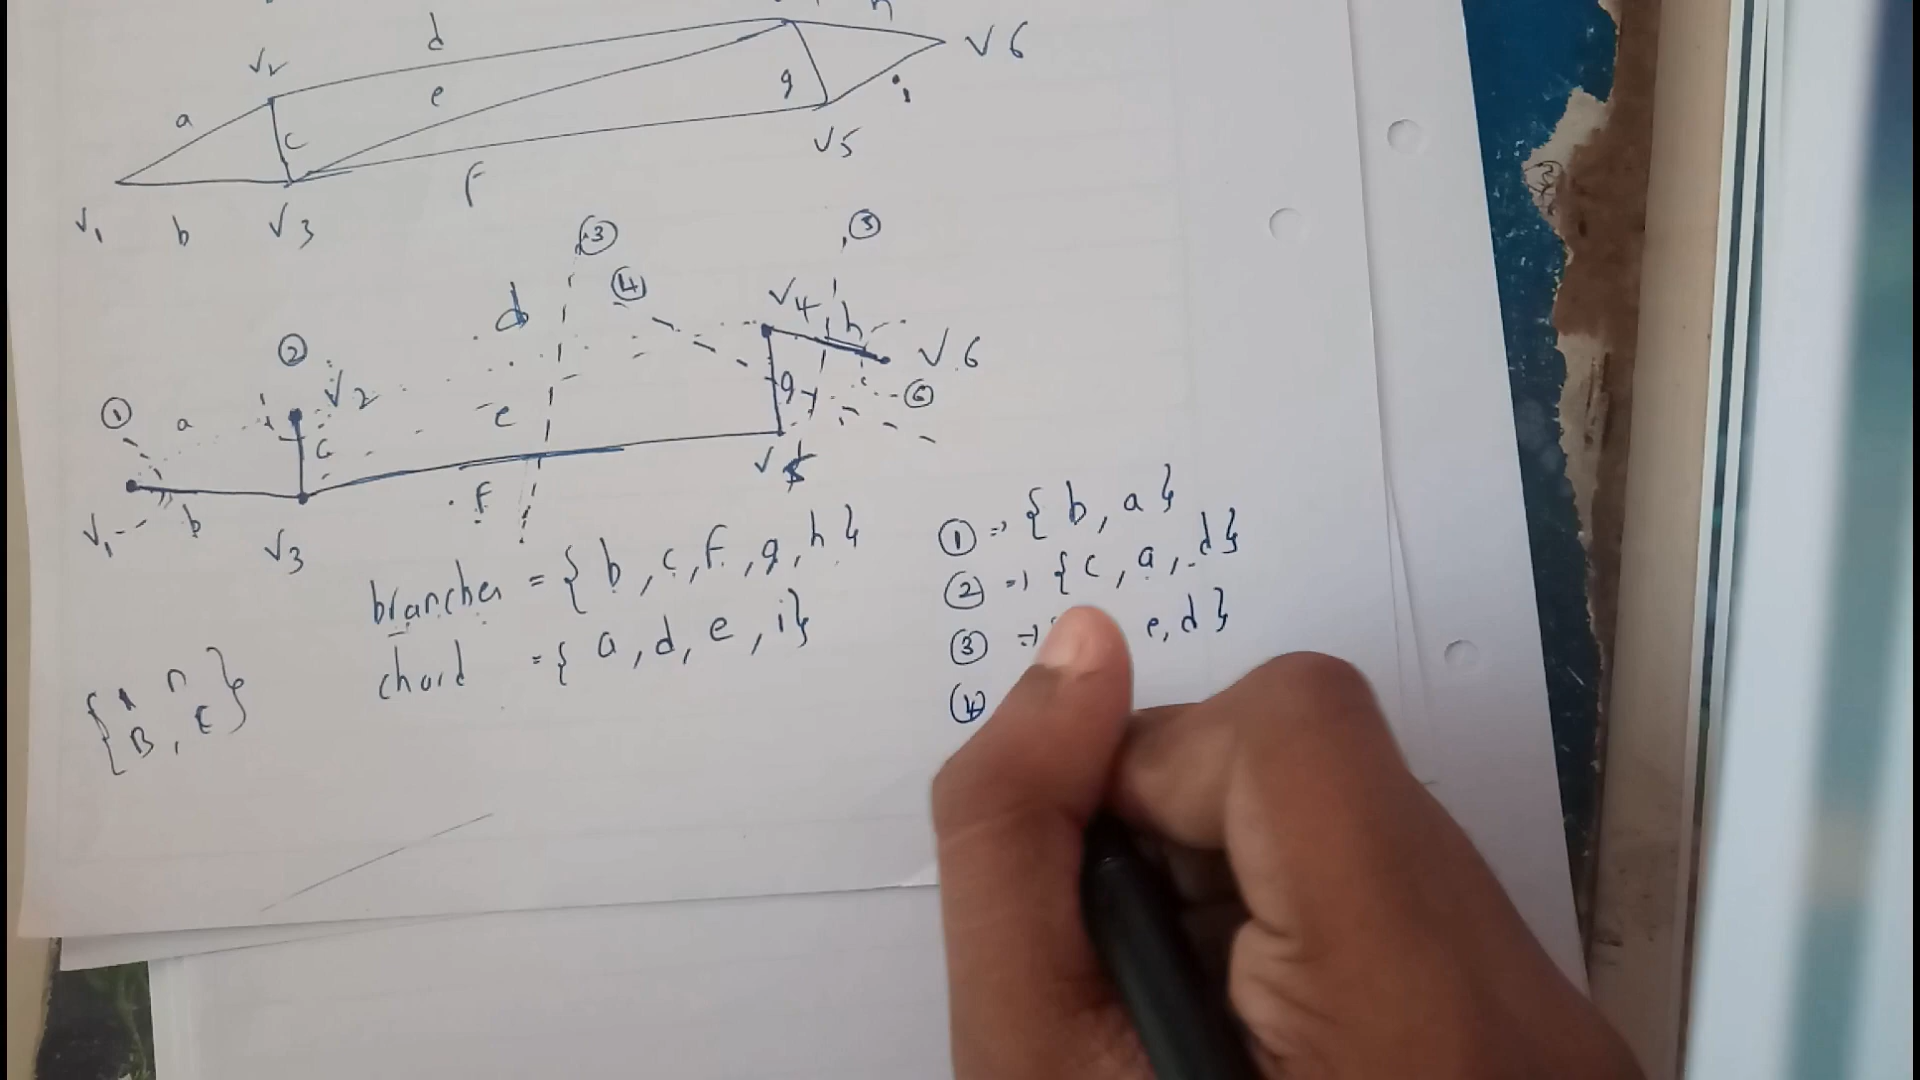 d
h
V2
V6
e
a
g
i
c
V5
f
V1
b
V3
3
5
4
d
V4
h
2
V6
V2
1
a
g
6
e
c
V5
f
V1
b
V3
branches = { b, c, f, g, h }
chord = { a, d, e, i }
1 => { b, a }
2 => { c, a, d }
3 => { e, d }
4